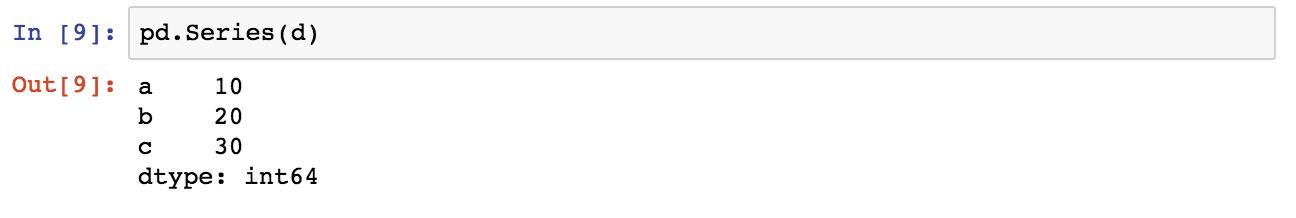 In [9]: pd.Series(d)
Out[9]: a    10
b    20
c    30
dtype: int64